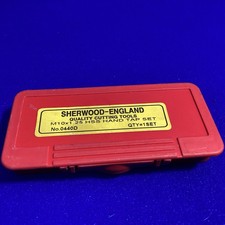 SHERWOOD-ENGLAND
QUALITY CUTTING TOOLS
M10x1.25 HSS HAND TAP SET
No.0440D QTY=1SET